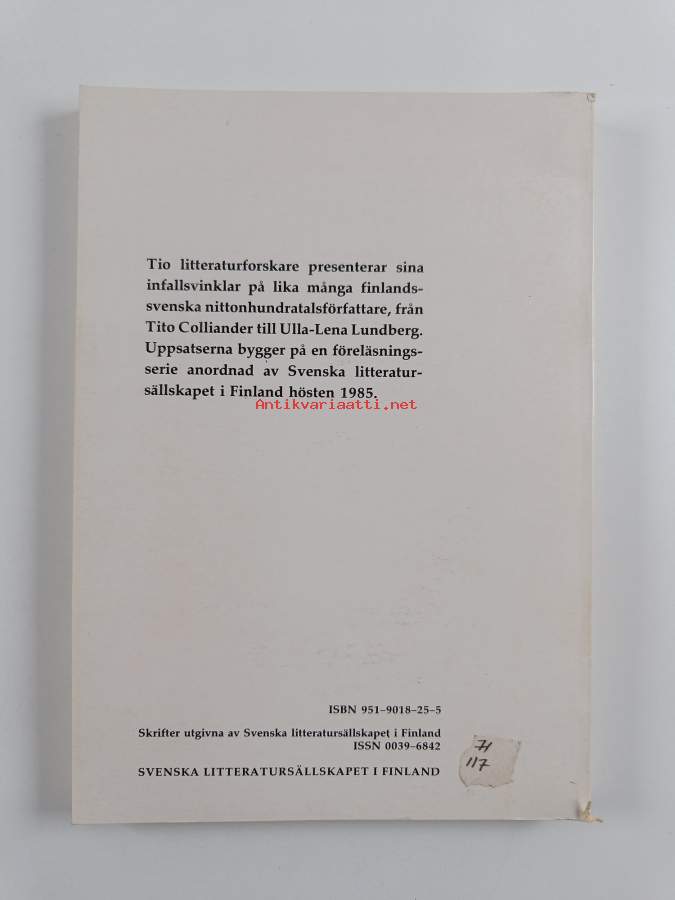 Tio litteraturforskare presenterar sina
infallsvinklar på lika många finlands-
svenska nittonhundratalsförfattare, från
Tito Colliander till Ulla-Lena Lundberg.
Uppsatserna bygger på en föreläsnings-
serie anordnad av Svenska litteratur-
sällskapet i Finland hösten 1985.
Antikvariaatti.net
ISBN 951–9018–25–5
Skrifter utgivna av Svenska litteratursällskapet i Finland
ISSN 0039–6842
SVENSKA LITTERATURSÄLLSKAPET I FINLAND
117